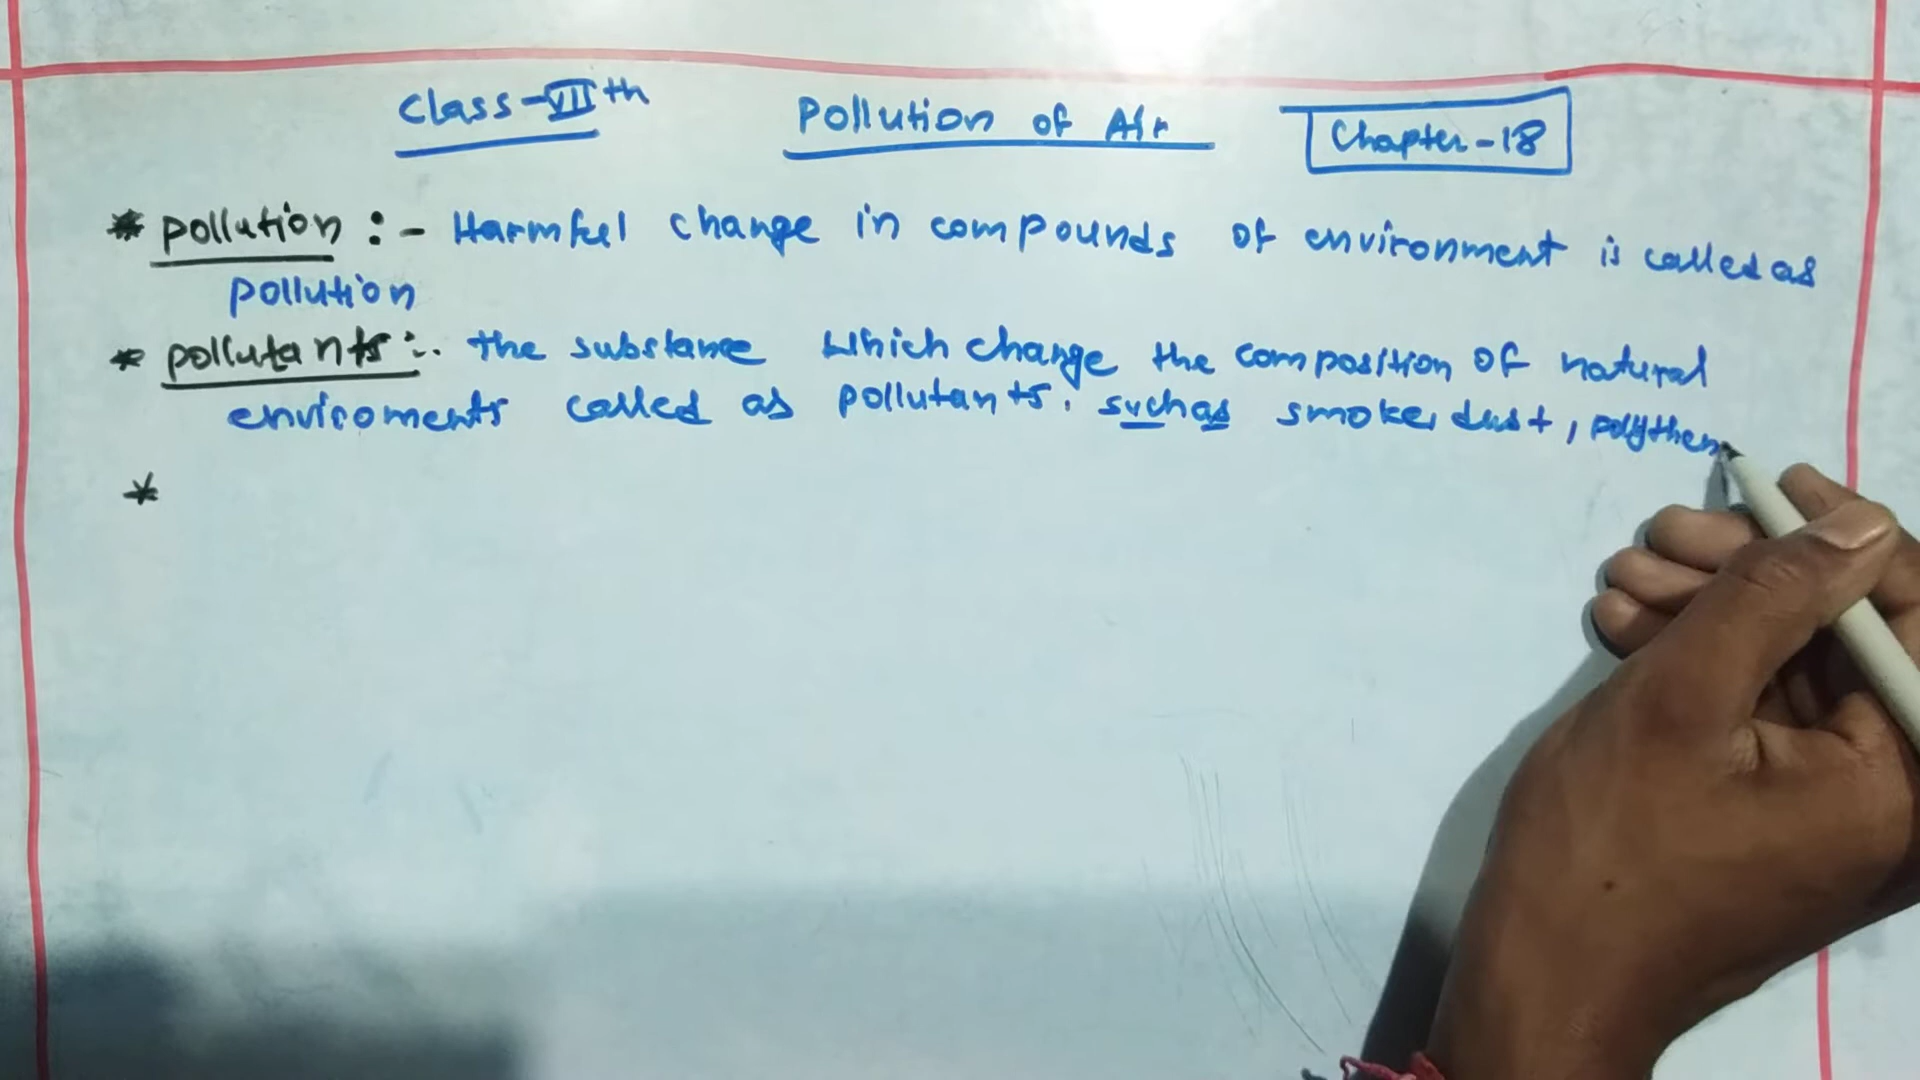 Class-VIIth Pollution of Air Chapter-18
* pollution :- Harmful change in compounds of environment is called as
pollution
* pollutants :- the substance which change the composition of natural
enviroments called as pollutants. such as smoke, dust, polythen
*